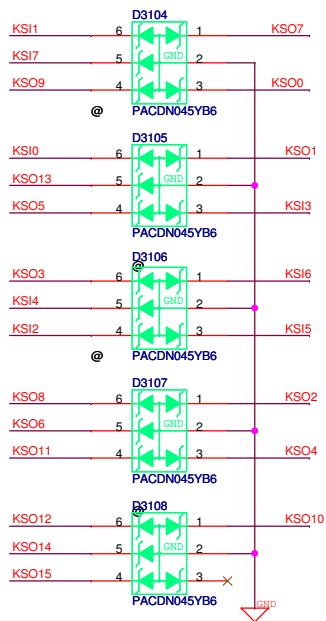 D3104
KSI1 6 1 KSO7
KSI7 5 GND 2
KSO9 4 3 KSO0
@ PACDN045YB6
D3105
KSI0 6 1 KSO1
KSO13 5 GND 2
KSO5 4 3 KSI3
PACDN045YB6
D3106
@
KSO3 6 1 KSI6
KSI4 5 GND 2
KSI2 4 3 KSI5
@ PACDN045YB6
D3107
KSO8 6 1 KSO2
KSO6 5 GND 2
KSO11 4 3 KSO4
PACDN045YB6
D3108
@
KSO12 6 1 KSO10
KSO14 5 GND 2
KSO15 4 3
PACDN045YB6
GND